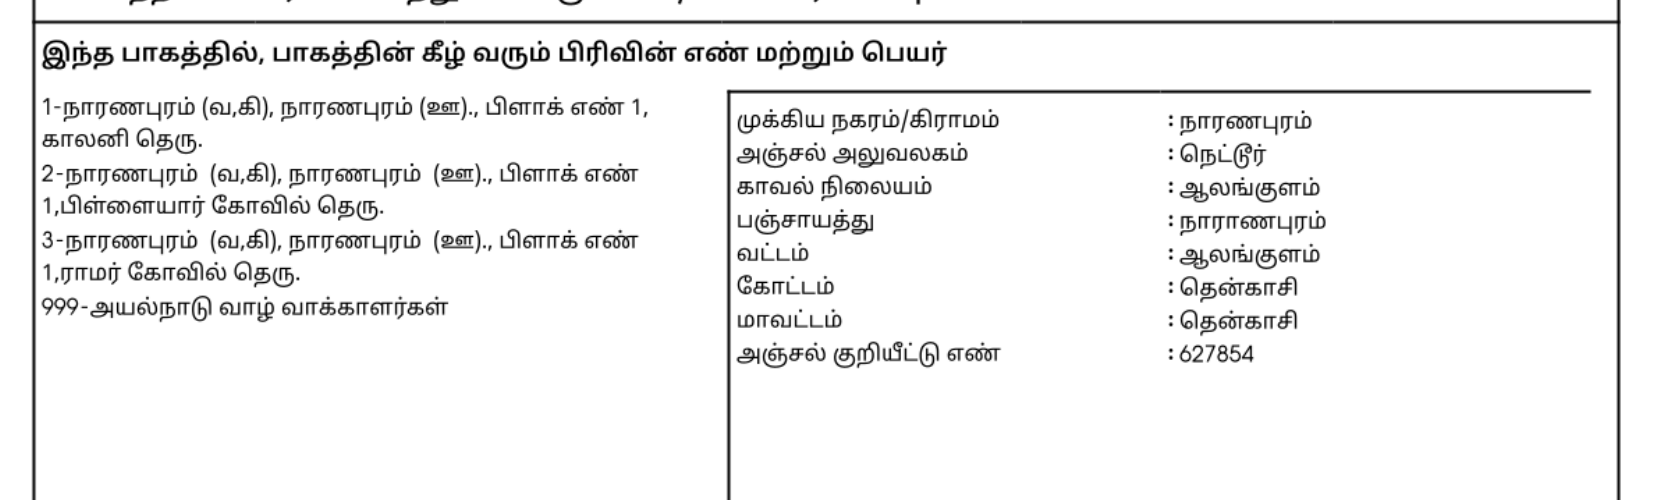 இந்த பாகத்தில், பாகத்தின் கீழ் வரும் பிரிவின் எண் மற்றும் பெயர்
1-நாரணபுரம் (வ,கி), நாரணபுரம் (ஊ)., பிளாக் எண் 1,
காலனி தெரு.
2-நாரணபுரம் (வ,கி), நாரணபுரம் (ஊ)., பிளாக் எண்
1,பிள்ளையார் கோவில் தெரு.
3-நாரணபுரம் (வ,கி), நாரணபுரம் (ஊ)., பிளாக் எண்
1,ராமர் கோவில் தெரு.
999-அயல்நாடு வாழ் வாக்காளர்கள்
முக்கிய நகரம்/கிராமம் : நாரணபுரம்
அஞ்சல் அலுவலகம் : நெட்டூர்
காவல் நிலையம் : ஆலங்குளம்
பஞ்சாயத்து : நாராணபுரம்
வட்டம் : ஆலங்குளம்
கோட்டம் : தென்காசி
மாவட்டம் : தென்காசி
அஞ்சல் குறியீட்டு எண் : 627854